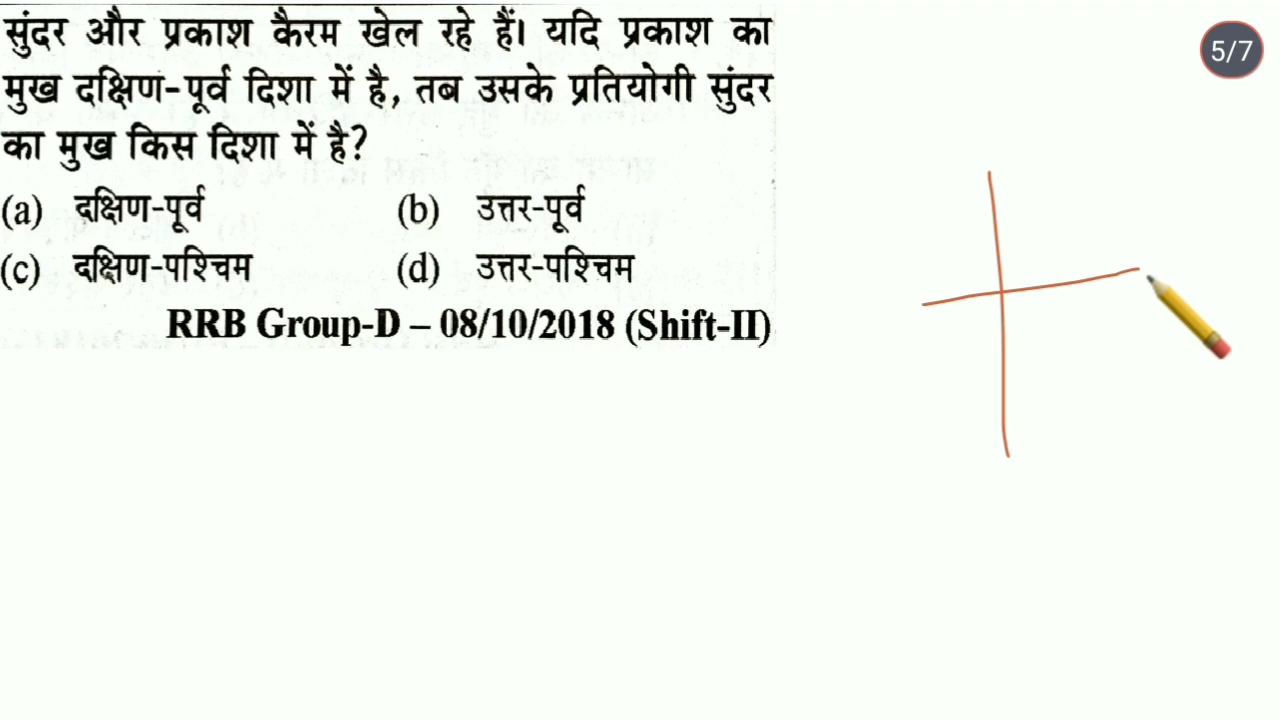 सुंदर और प्रकाश कैरम खेल रहे हैं। यदि प्रकाश का
मुख दक्षिण-पूर्व दिशा में है, तब उसके प्रतियोगी सुंदर
का मुख किस दिशा में है?
(a) दक्षिण-पूर्व (b) उत्तर-पूर्व
(c) दक्षिण-पश्चिम (d) उत्तर-पश्चिम
RRB Group-D – 08/10/2018 (Shift-II)
5/7